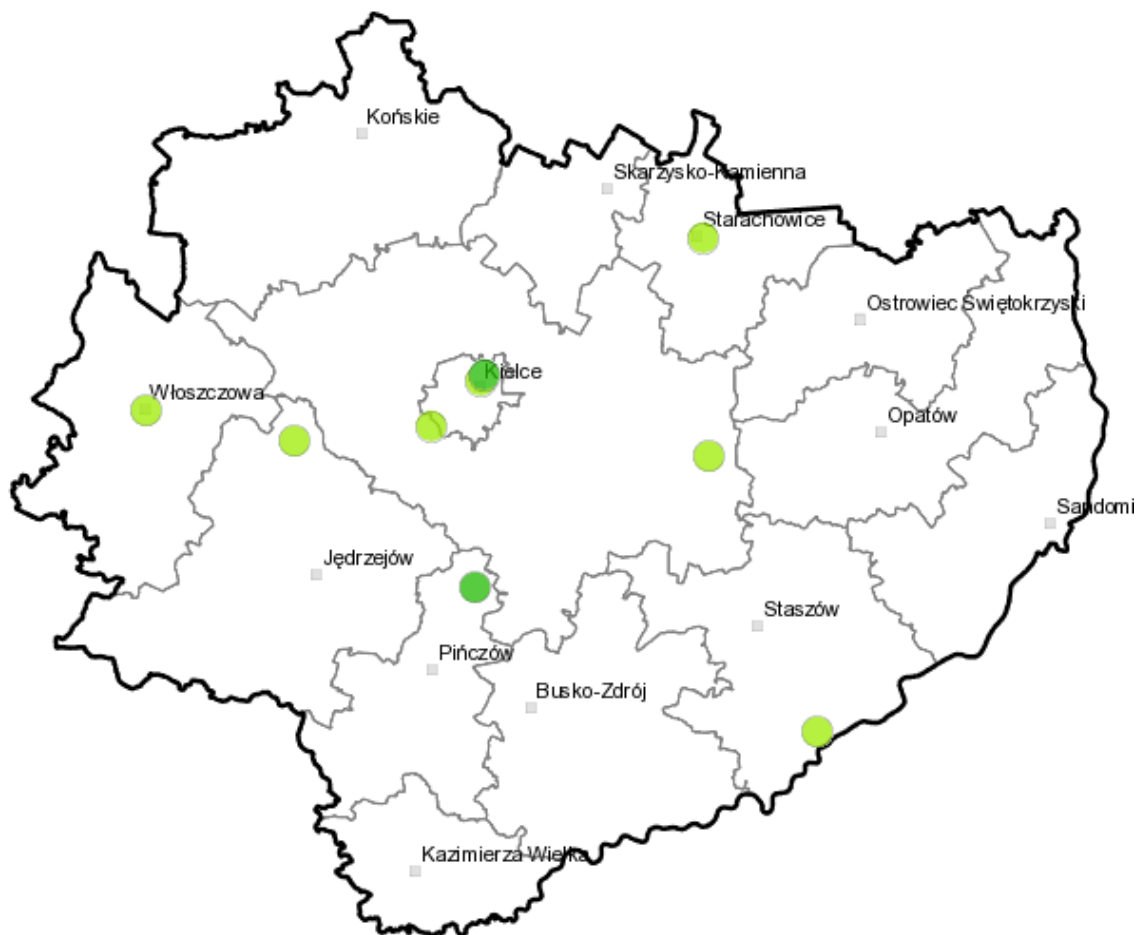 Końskie
Skarżysko-Kamienna
Starachowice
Ostrowiec Świętokrzyski
Kielce
Włoszczowa
Opatów
Sandomi
Jędrzejów
Staszów
Pińczów
Busko-Zdrój
Kazimierza Wielka